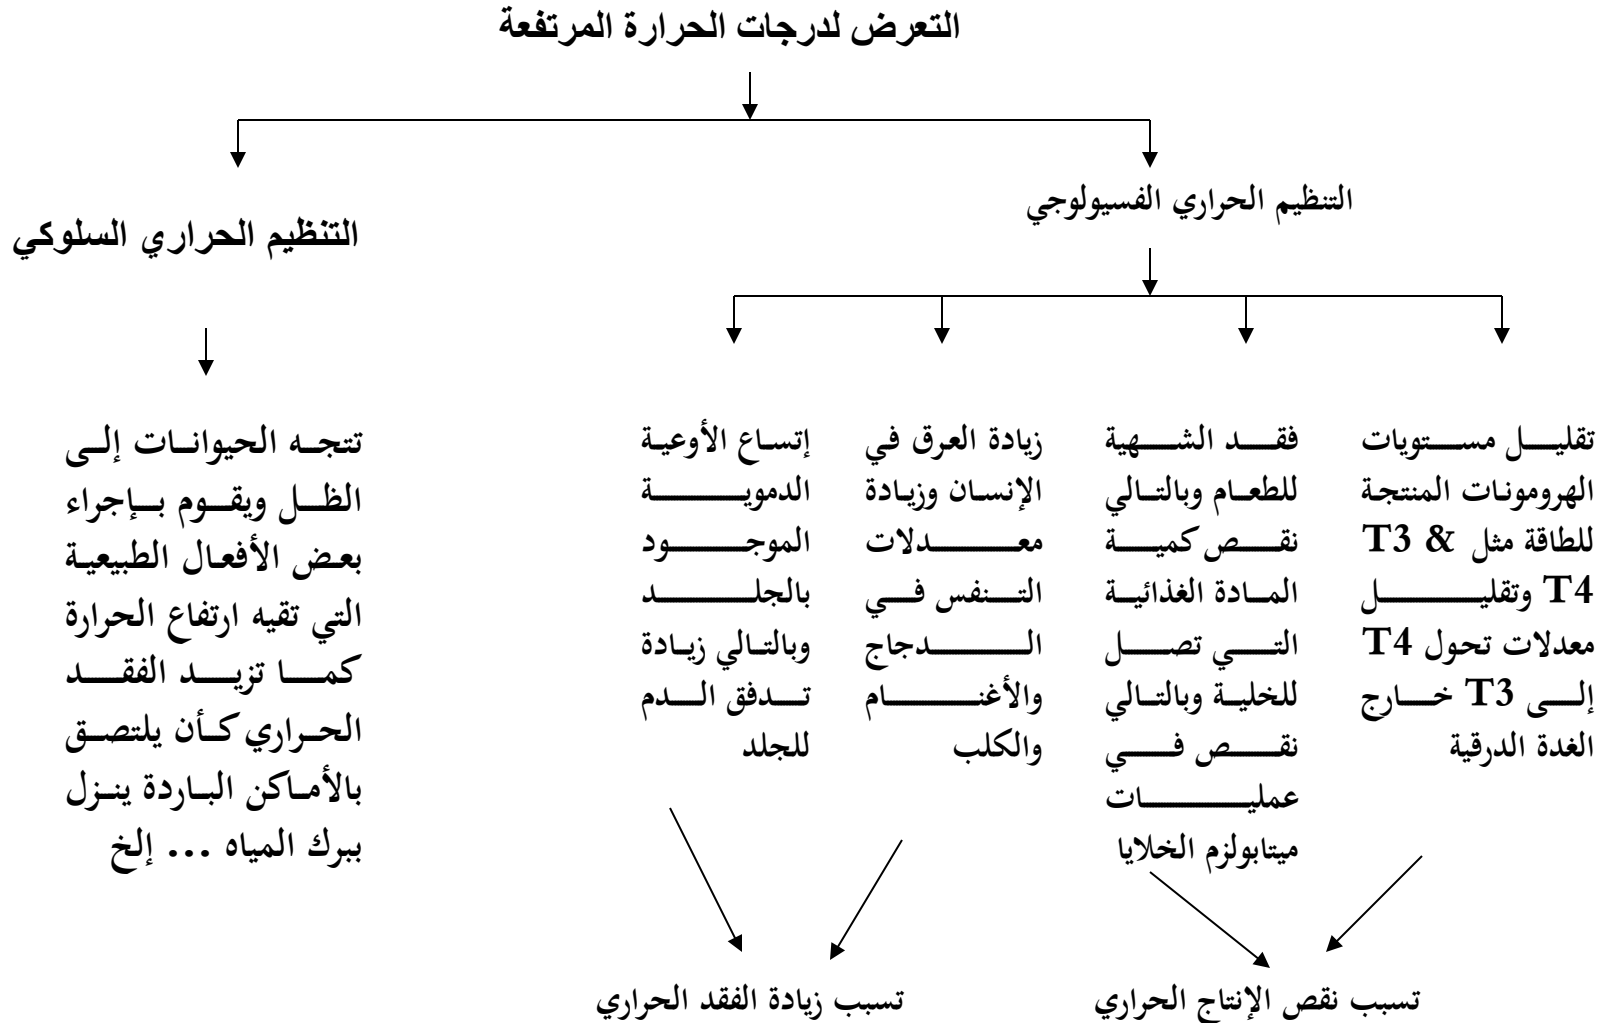 التعرض لدرجات الحرارة المرتفعة
التنظيم الحراري الفسيولوجي
التنظيم الحراري السلوكي
تقليل مستويات
الهرمونات المنتجة
للطاقة مثل T3 &
T4 وتقليل
معدلات تحول T4
إلى T3 خارج
الغدة الدرقية
فقد الشهية
للطعام وبالتالي
نقص كمية
المادة الغذائية
التي تصل
للخلية وبالتالي
نقص في
عمليات
ميتابولزم الخلايا
زيادة العرق في
الإنسان وزيادة
معدلات
التنفس في
الدجاج
والأغنام
والكلب
إتساع الأوعية
الدموية
الموجود
بالجلد
وبالتالي زيادة
تدفق الدم
للجلد
تتجه الحيوانات إلى
الظل ويقوم بإجراء
بعض الأفعال الطبيعية
التي تقيه ارتفاع الحرارة
كما تزيد الفقد
الحراري كأن يلتصق
بالأماكن الباردة ينزل
ببرك المياه ... إلخ
تسبب نقص الإنتاج الحراري
تسبب زيادة الفقد الحراري